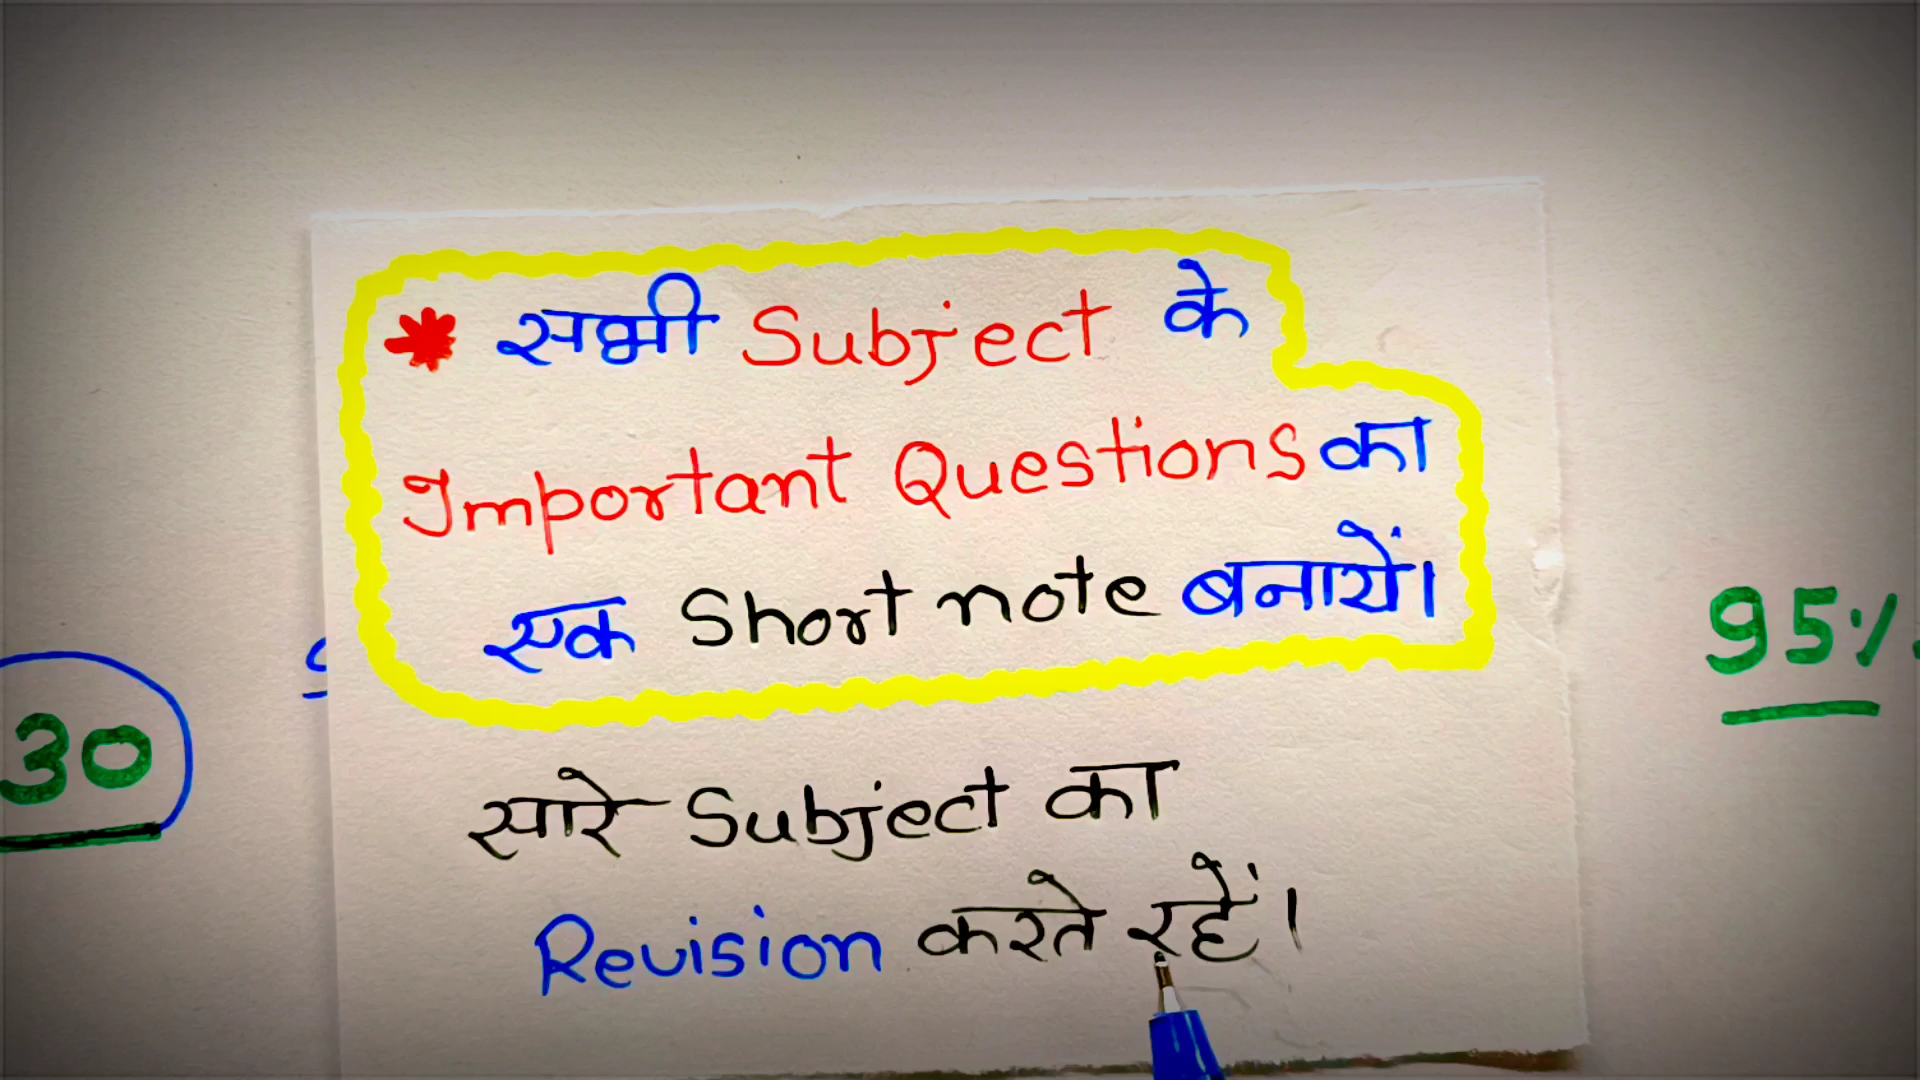 * सभी Subject के
Important Questions का
एक Short note बनायें।
सारे Subject का
Revision करते रहें।
30
95%